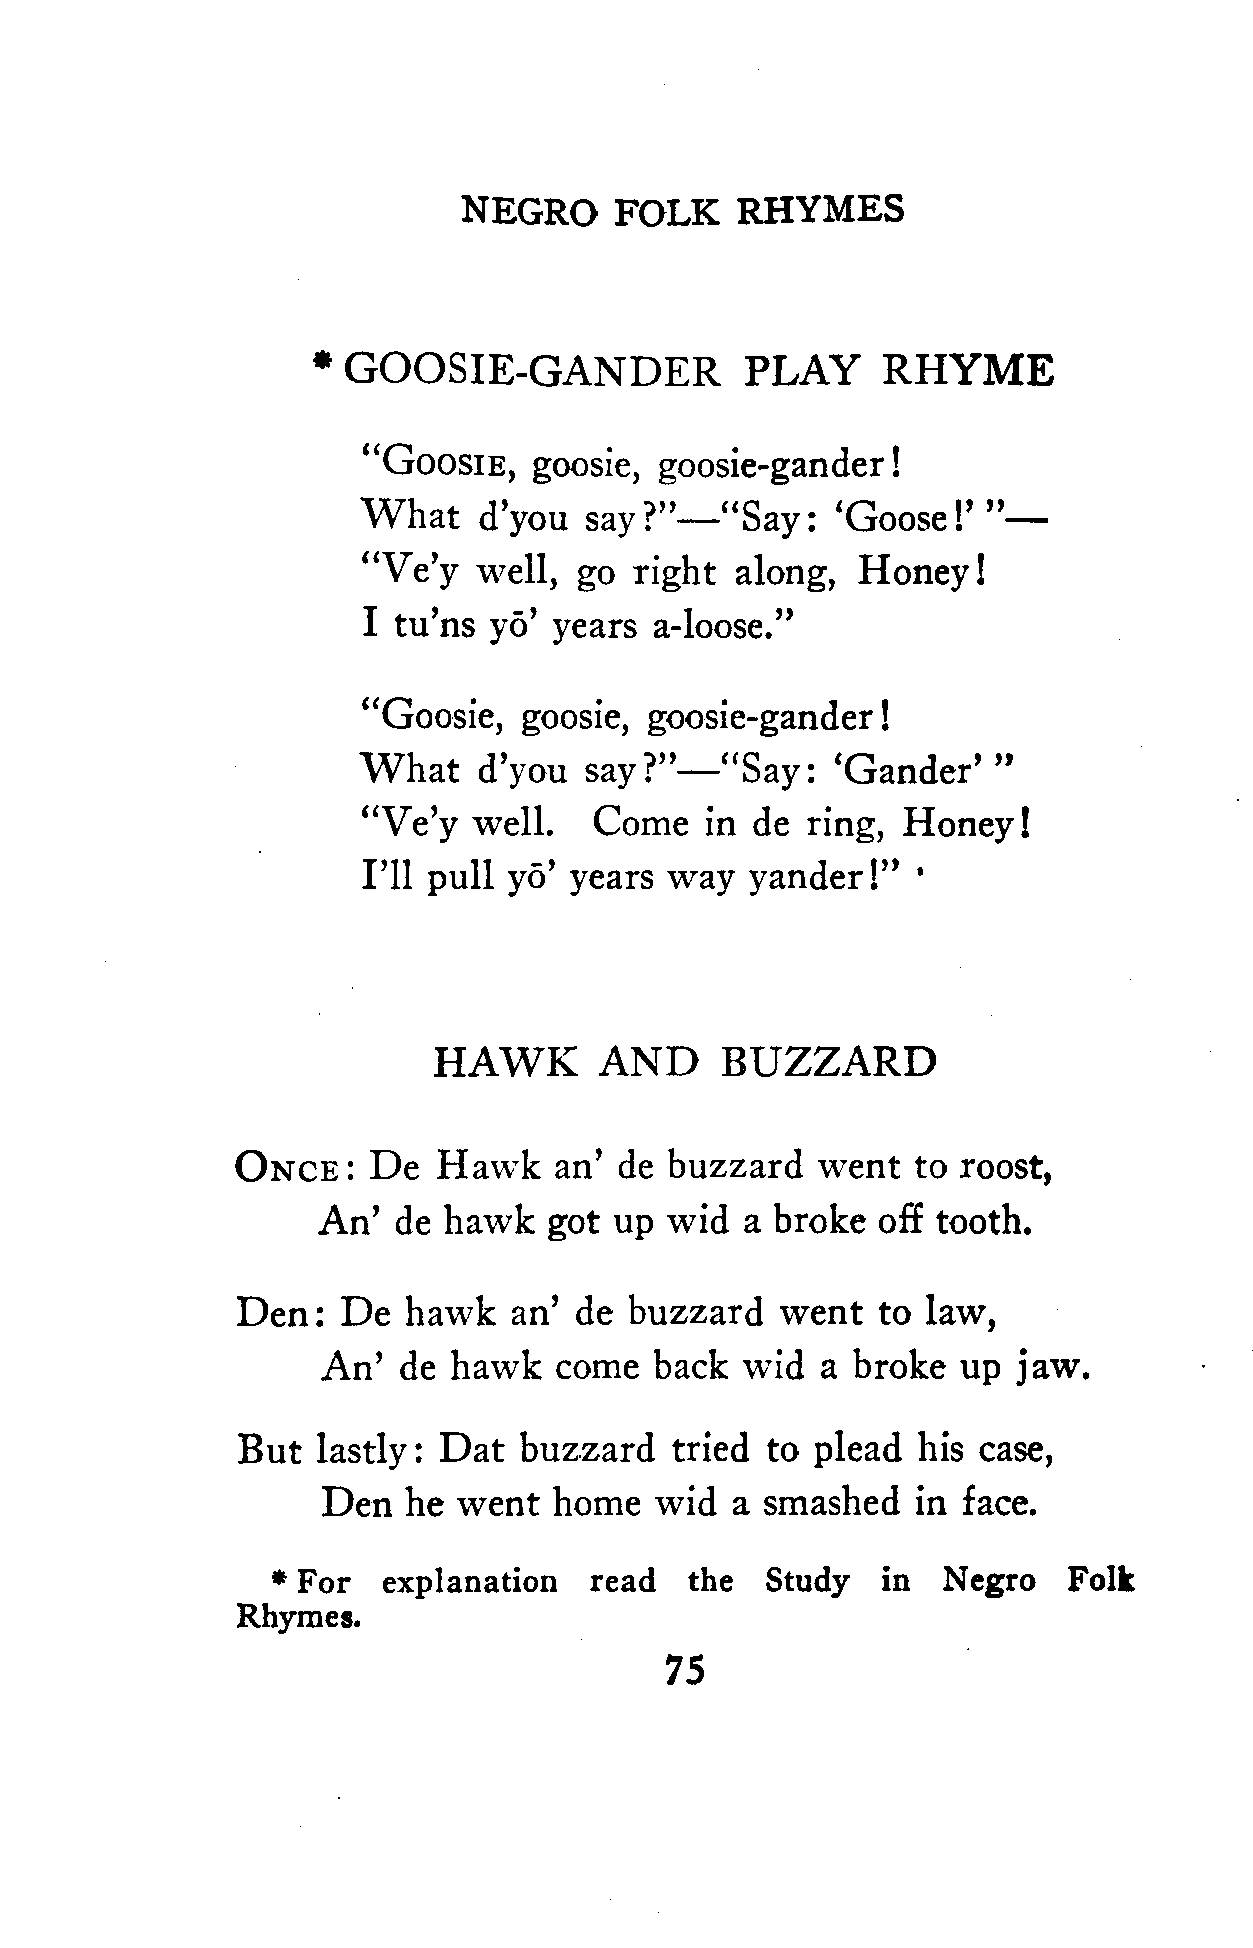 NEGRO FOLK RHYMES
* GOOSIE-GANDER PLAY RHYME
“GOOSIE, goosie, goosie-gander!
What d’you say?”—“Say: ‘Goose!’ ”—
“Ve’y well, go right along, Honey!
I tu’ns yō’ years a-loose.”
“Goosie, goosie, goosie-gander!
What d’you say?”—“Say: ‘Gander’ ”
“Ve’y well. Come in de ring, Honey!
I’ll pull yō’ years way yander!”
HAWK AND BUZZARD
ONCE: De Hawk an’ de buzzard went to roost,
An’ de hawk got up wid a broke off tooth.
Den: De hawk an’ de buzzard went to law,
An’ de hawk come back wid a broke up jaw.
But lastly: Dat buzzard tried to plead his case,
Den he went home wid a smashed in face.
* For explanation read the Study in Negro Folk
Rhymes.
75